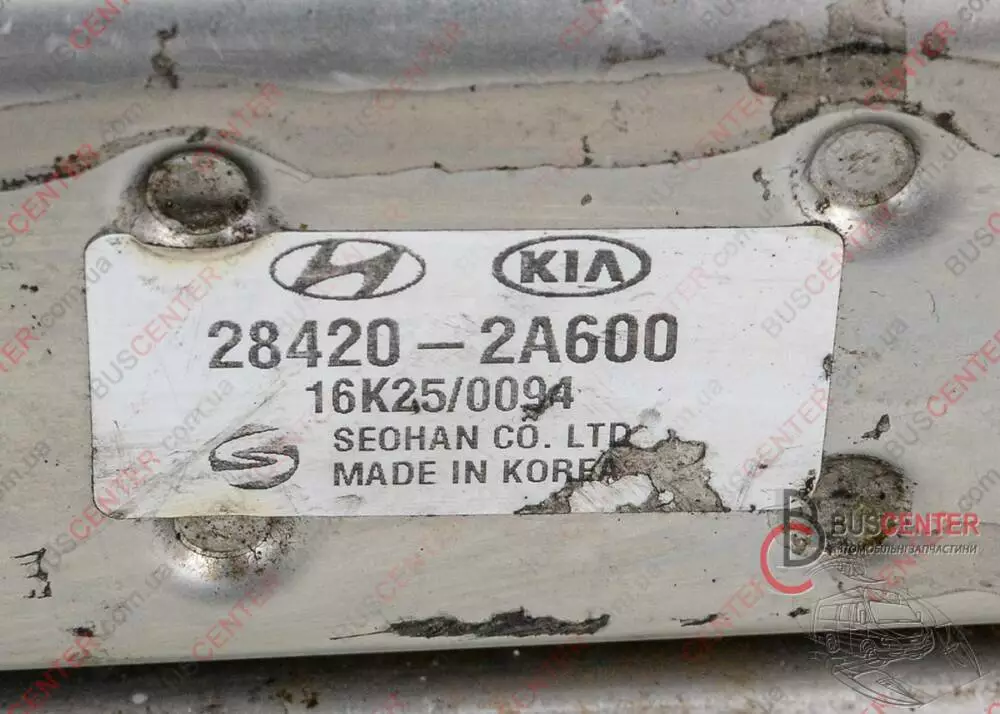 KIA
28420-2A600
16K25/0094
SEOHAN CO. LTD
MADE IN KOREA
BUSCENTER
АВТОМОБІЛЬНІ ЗАПЧАСТИНИ